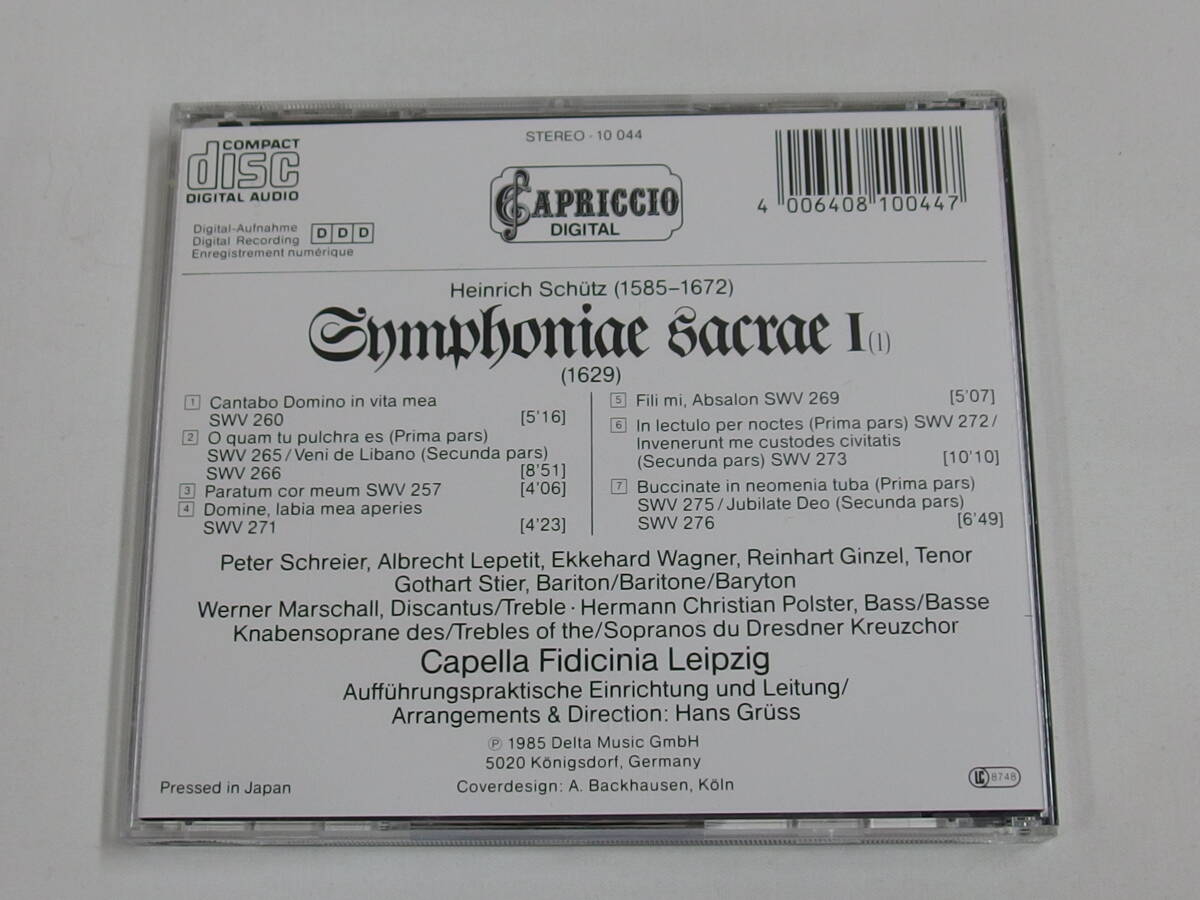 COMPACT
disc
DIGITAL AUDIO
Digital-Aufnahme
Digital Recording
Enregistrement numérique
DDD
STEREO · 10 044
CAPRICCIO
DIGITAL
4 006408 100447
Heinrich Schütz (1585–1672)
Symphoniae Sacrae I (1)
(1629)
1 Cantabo Domino in vita mea
SWV 260 [5'16]
2 O quam tu pulchra es (Prima pars)
SWV 265/Veni de Libano (Secunda pars)
SWV 266 [8'51]
3 Paratum cor meum SWV 257 [4'06]
4 Domine, labia mea aperies
SWV 271 [4'23]
5 Fili mi, Absalon SWV 269 [5'07]
6 In lectulo per noctes (Prima pars) SWV 272/
Invenerunt me custodes civitatis
(Secunda pars) SWV 273 [10'10]
7 Buccinate in neomenia tuba (Prima pars)
SWV 275/Jubilate Deo (Secunda pars)
SWV 276 [6'49]
Peter Schreier, Albrecht Lepetit, Ekkehard Wagner, Reinhart Ginzel, Tenor
Gothart Stier, Bariton/Baritone/Baryton
Werner Marschall, Discantus/Treble · Hermann Christian Polster, Bass/Basse
Knabensoprane des/Trebles of the/Sopranos du Dresdner Kreuzchor
Capella Fidicinia Leipzig
Aufführungspraktische Einrichtung und Leitung/
Arrangements & Direction: Hans Grüss
℗ 1985 Delta Music GmbH
5020 Königsdorf, Germany
Coverdesign: A. Backhausen, Köln
Pressed in Japan
LC 8748